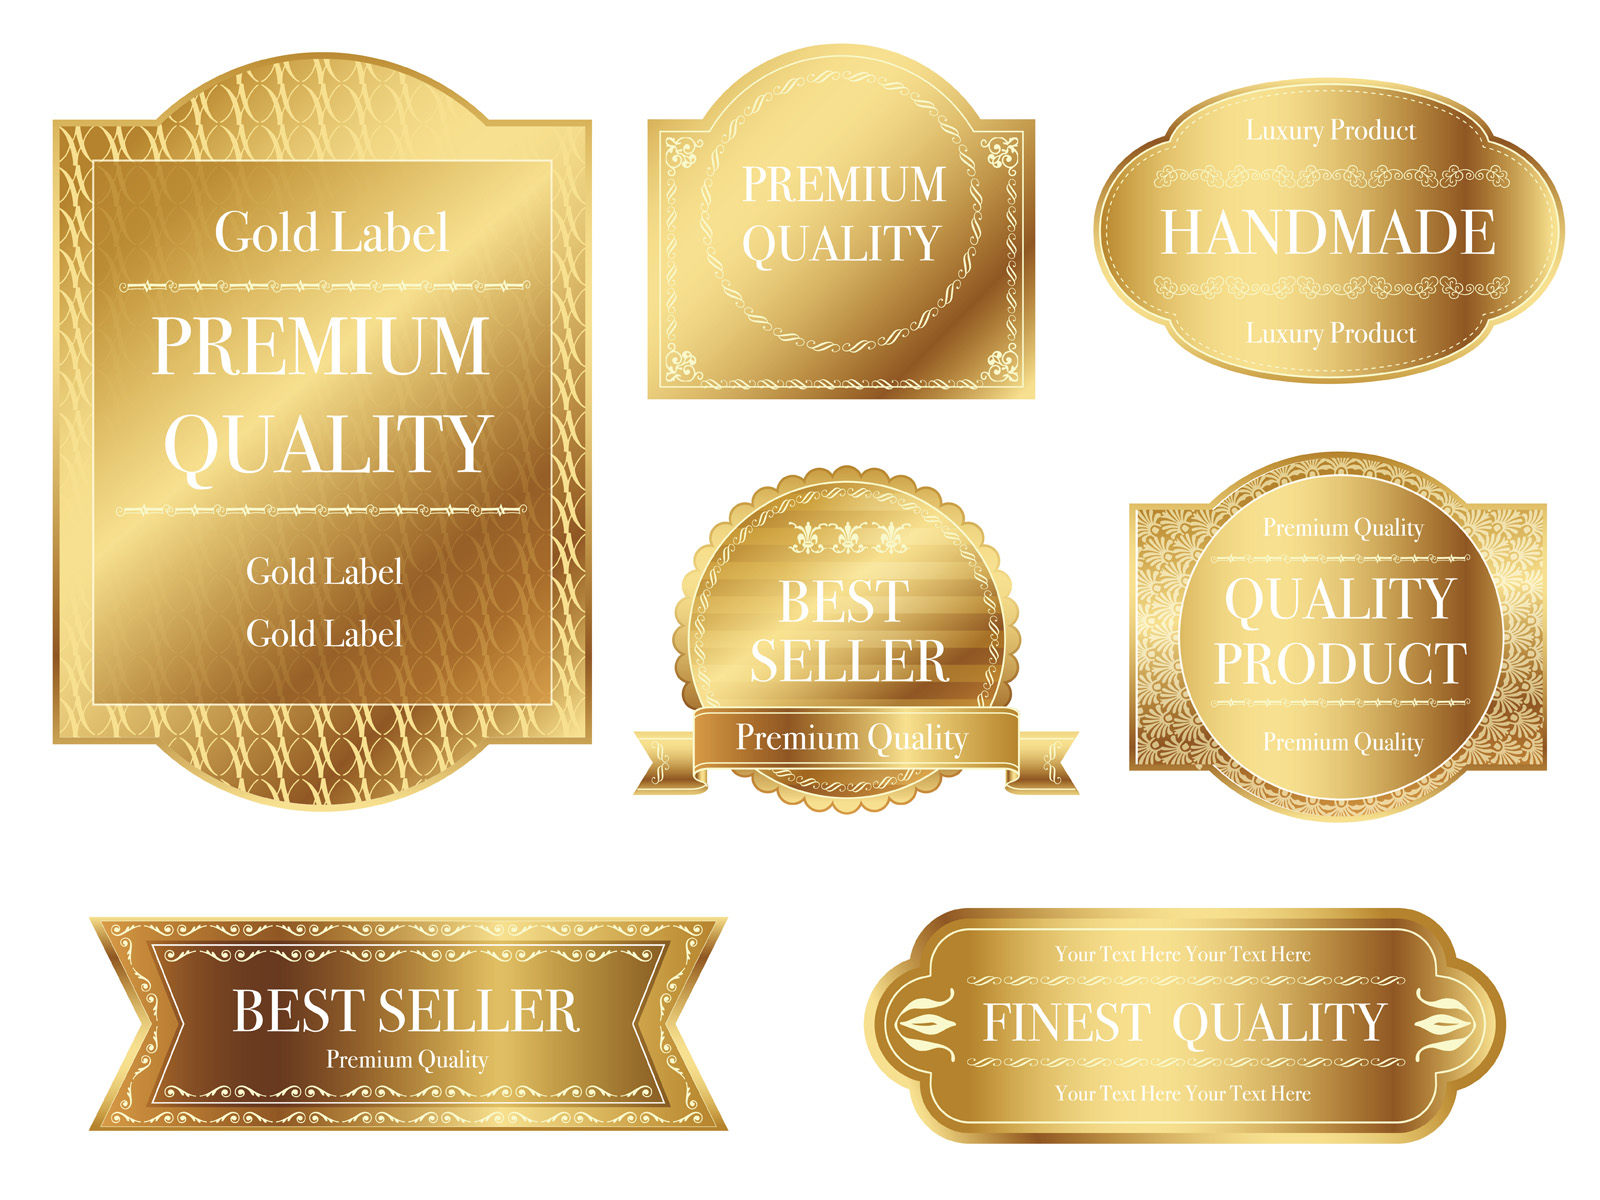 Gold Label
PREMIUM
QUALITY
Gold Label
Gold Label
PREMIUM
QUALITY
Luxury Product
HANDMADE
Luxury Product
BEST
SELLER
Premium Quality
Premium Quality
QUALITY
PRODUCT
Premium Quality
BEST SELLER
Premium Quality
Your Text Here Your Text Here
FINEST QUALITY
Your Text Here Your Text Here